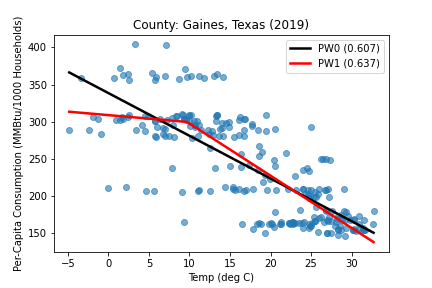 County: Gaines, Texas (2019)
Per-Capita Consumption (MMBtu/1000 Households)
400
350
300
250
200
150
PW0 (0.607)
PW1 (0.637)
−5 0 5 10 15 20 25 30
Temp (deg C)